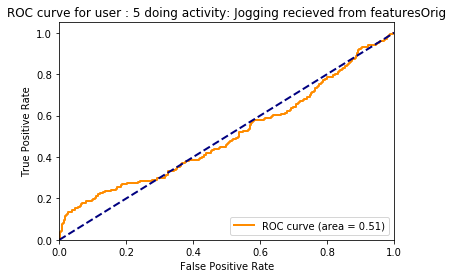 ROC curve for user : 5 doing activity: Jogging recieved from featuresOrig
1.0
0.8
0.6
0.4
0.2
0.0
True Positive Rate
ROC curve (area = 0.51)
0.0 0.2 0.4 0.6 0.8 1.0
False Positive Rate